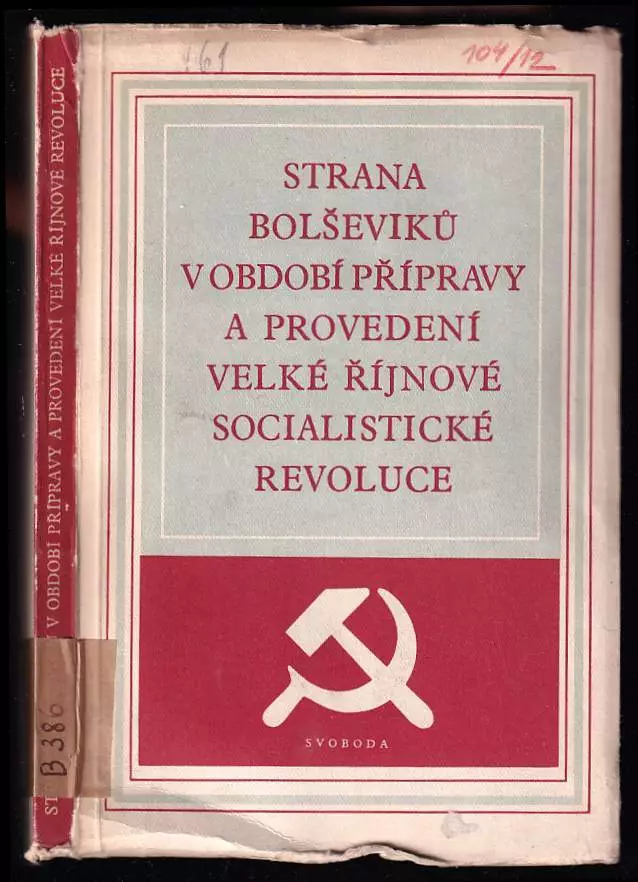 461
104/12
STRANA
BOLŠEVIKŮ
V OBDOBÍ PŘÍPRAVY
A PROVEDENÍ
VELKÉ ŘÍJNOVÉ
SOCIALISTICKÉ
REVOLUCE
SVOBODA
V OBDOBÍ PŘÍPRAVY A PROVEDENÍ VELKÉ ŘÍJNOVÉ REVOLUCE
B 386